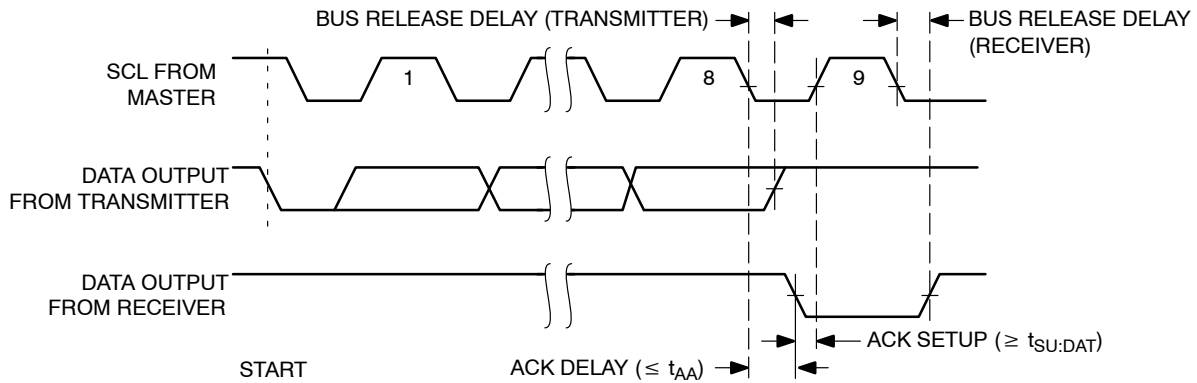 BUS RELEASE DELAY (TRANSMITTER)
BUS RELEASE DELAY
(RECEIVER)
SCL FROM
MASTER
1
8
9
DATA OUTPUT
FROM TRANSMITTER
DATA OUTPUT
FROM RECEIVER
ACK SETUP (≥ tSU:DAT)
START
ACK DELAY (≤ tAA)